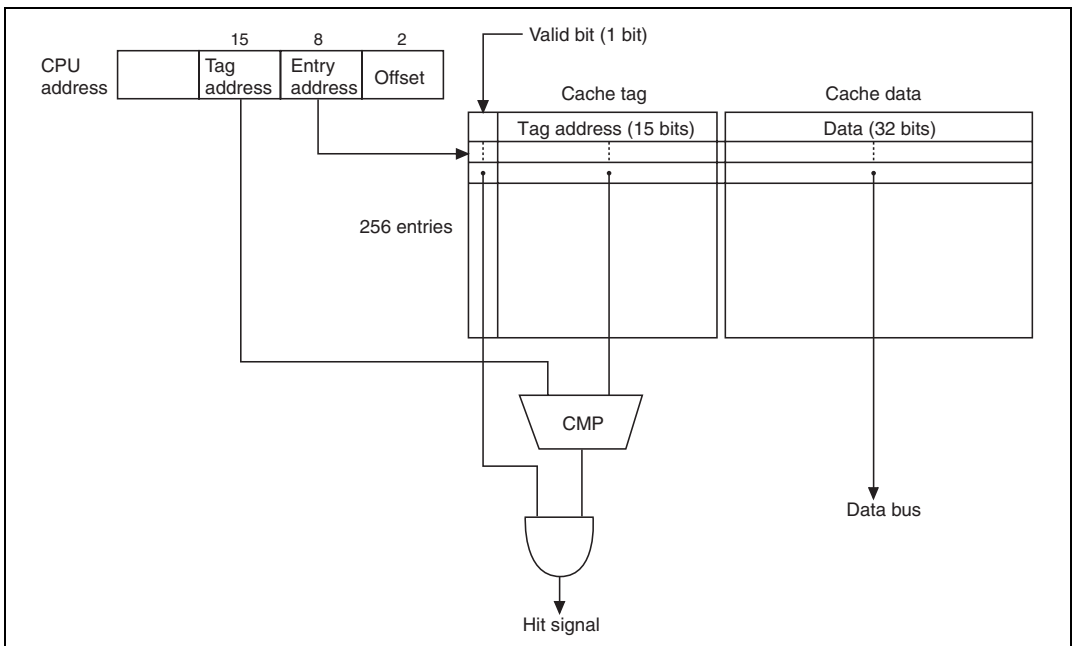 15 8 2
Valid bit (1 bit)
CPU
address
Tag
address
Entry
address
Offset
Cache tag
Cache data
Tag address (15 bits)
Data (32 bits)
256 entries
CMP
Data bus
Hit signal